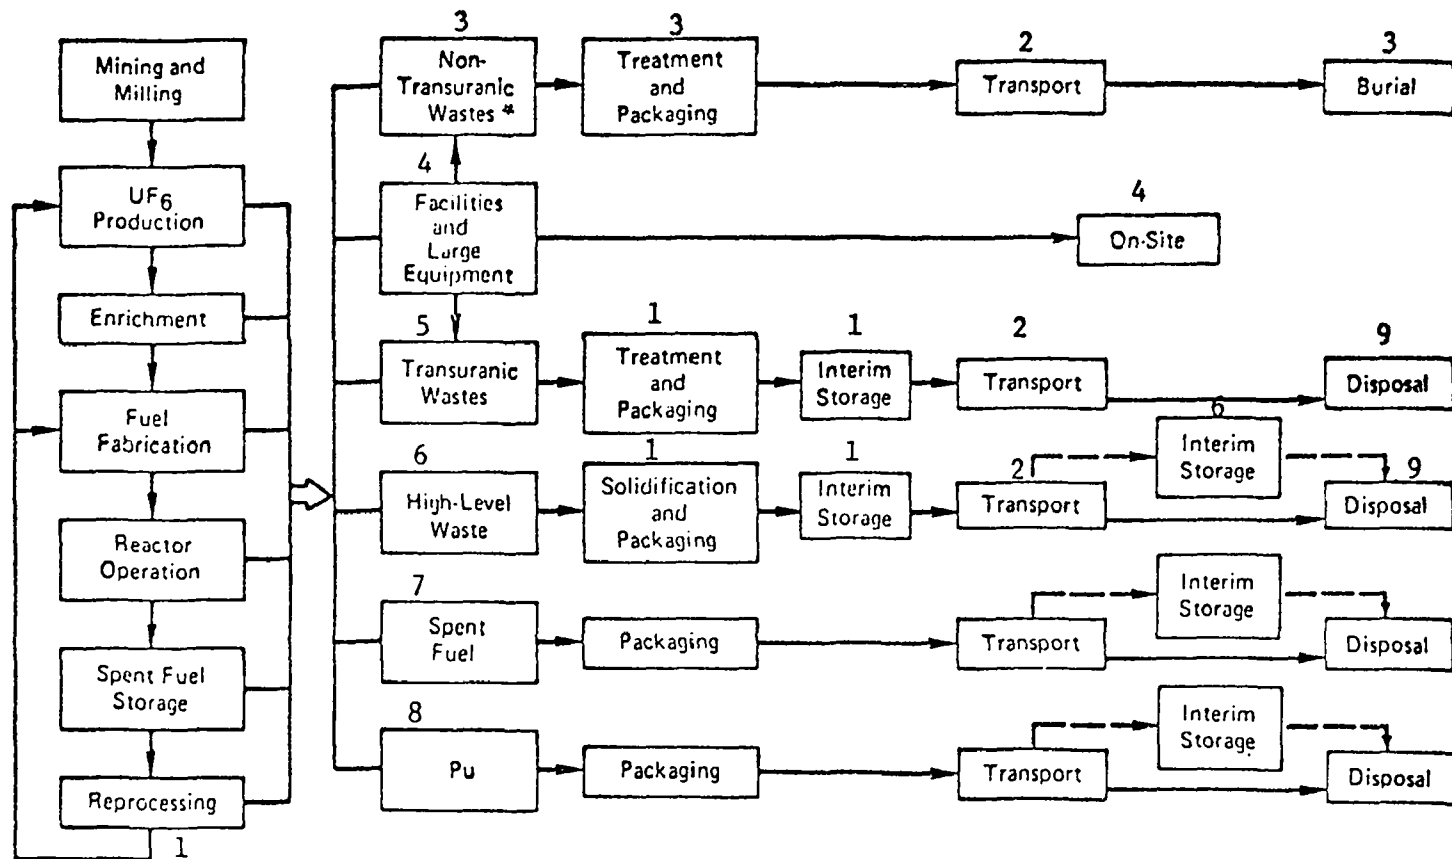 Mining and
Milling
UF6
Production
Enrichment
Fuel
Fabrication
Reactor
Operation
Spent Fuel
Storage
Reprocessing
1
3
Non-
Transuranic
Wastes *
3
Treatment
and
Packaging
2
Transport
3
Burial
4
Facilities
and
Large
Equipment
4
On-Site
5
Transuranic
Wastes
1
Treatment
and
Packaging
1
Interim
Storage
2
Transport
9
Disposal
6
High-Level
Waste
1
Solidification
and
Packaging
1
Interim
Storage
2
Transport
6
Interim
Storage
9
Disposal
7
Spent
Fuel
Packaging
Transport
Interim
Storage
Disposal
8
Pu
Packaging
Transport
Interim
Storage
Disposal